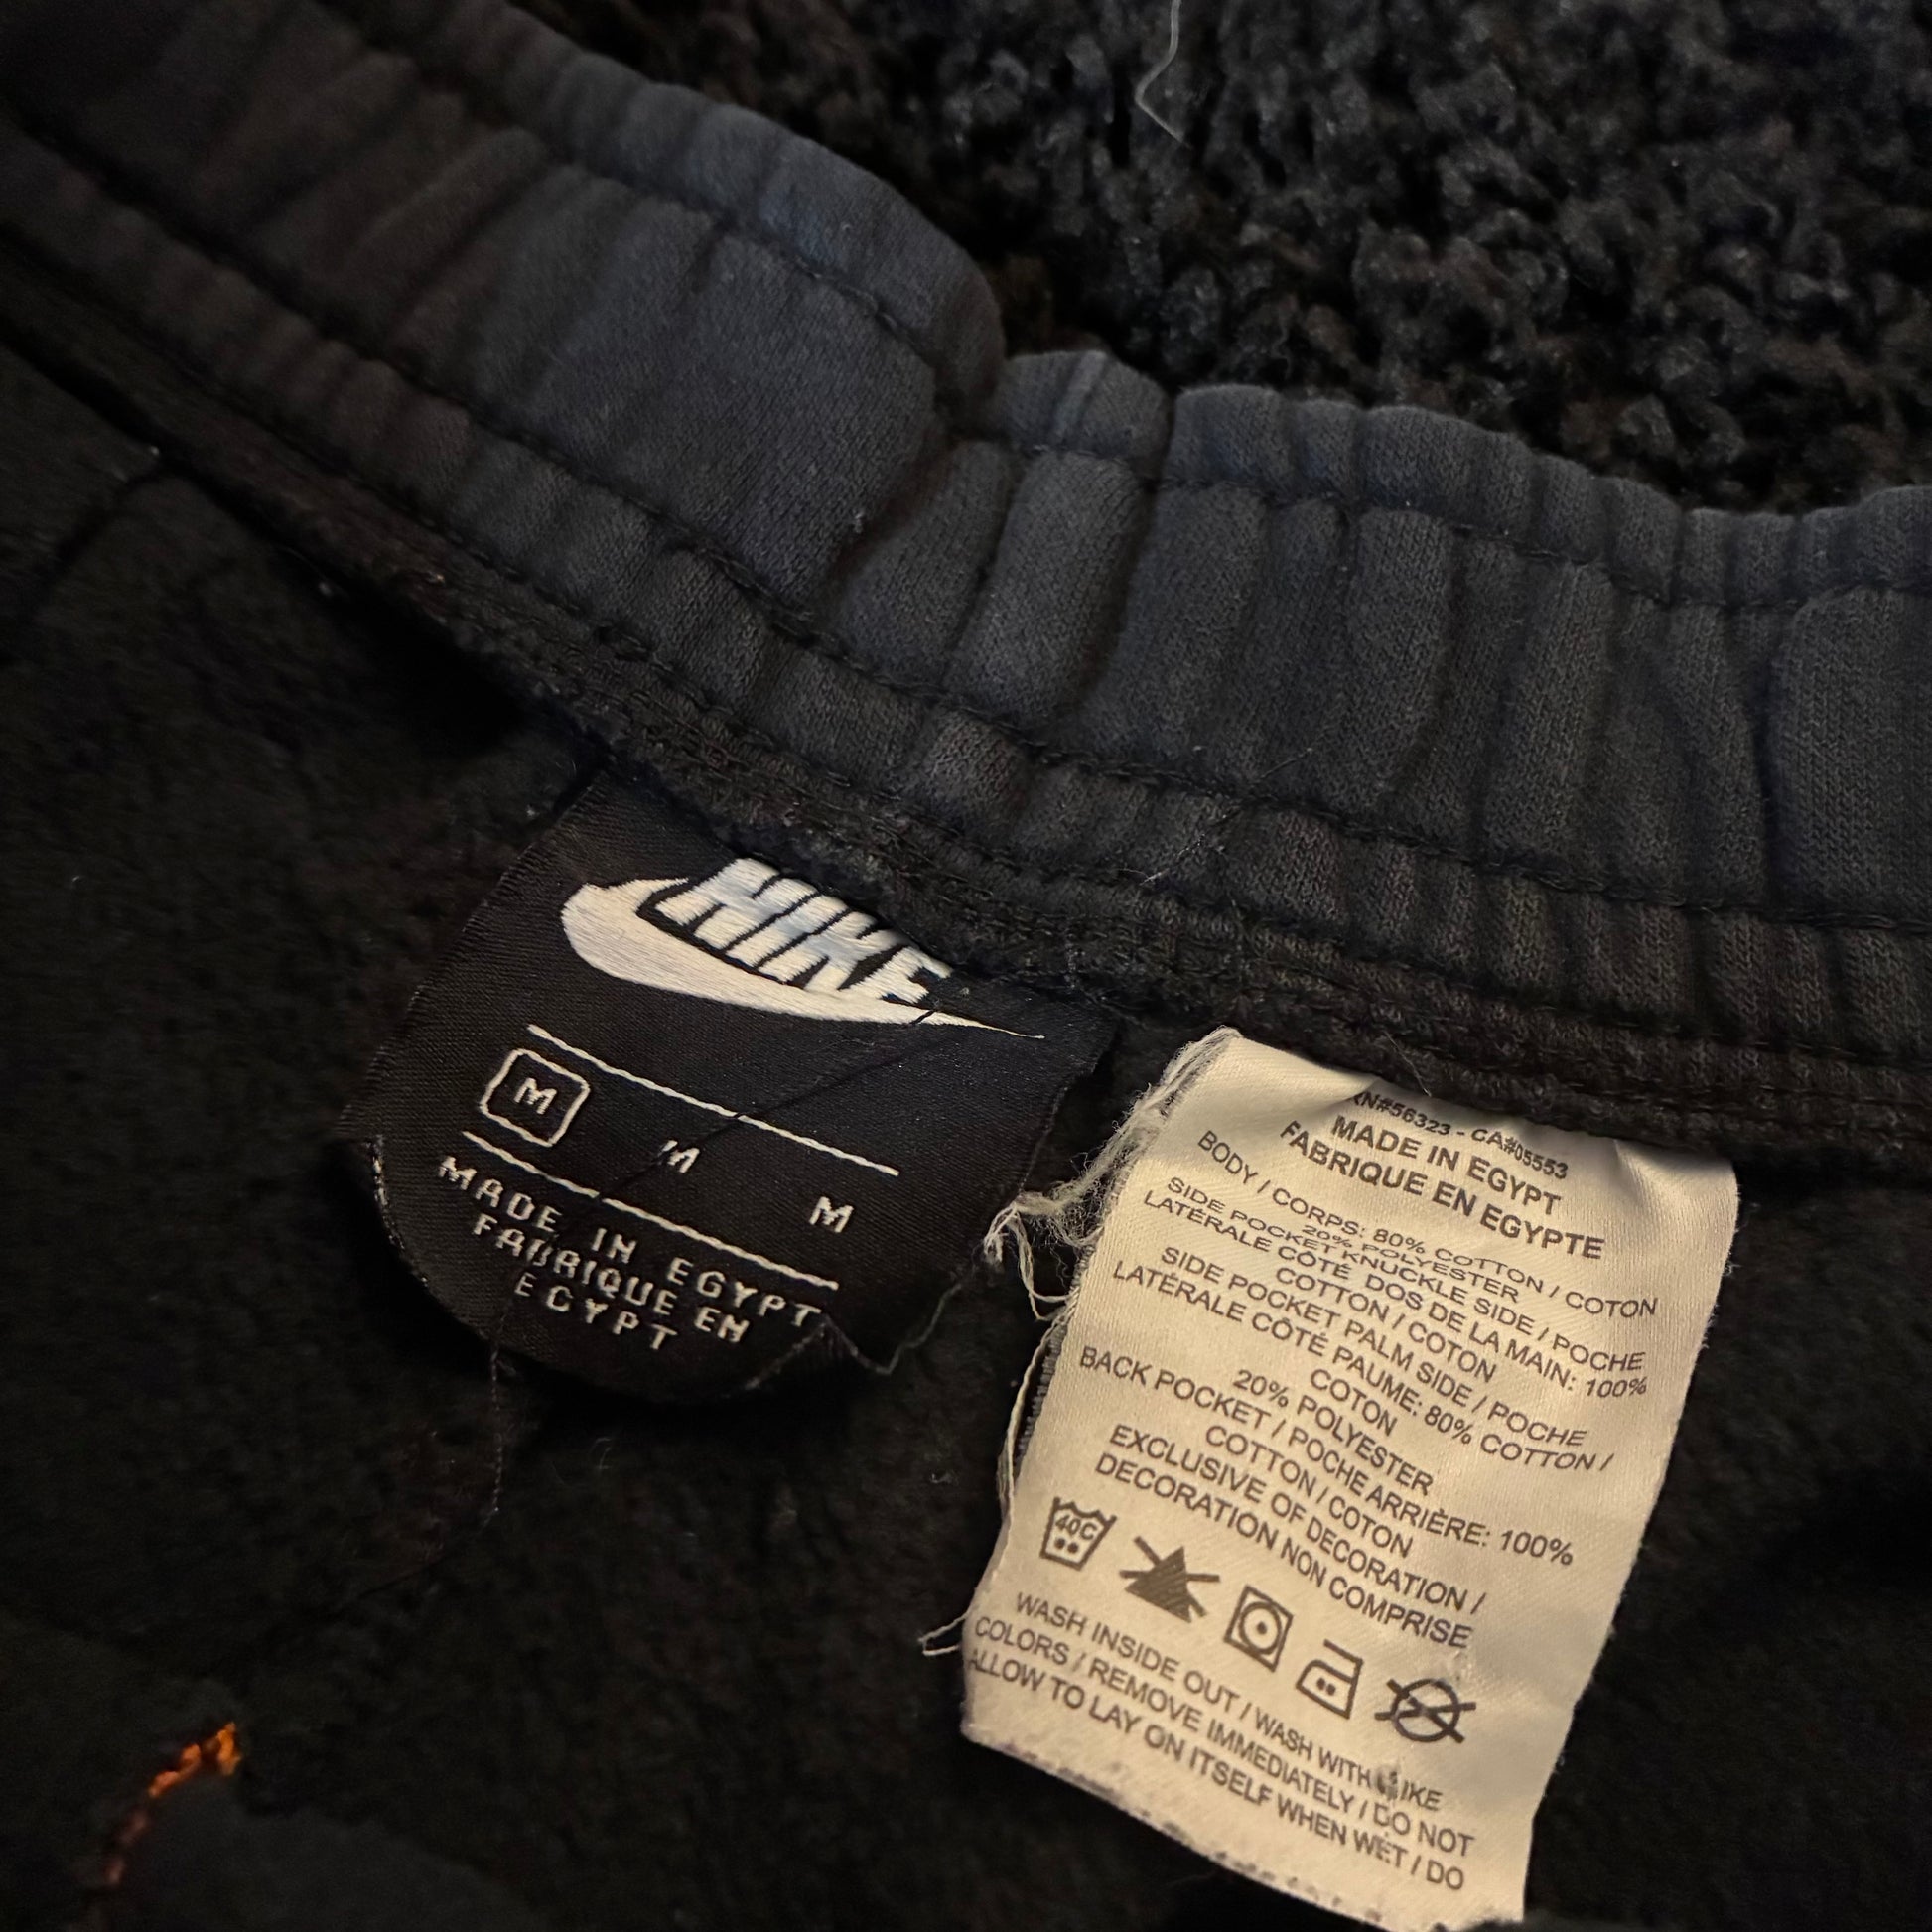 NIKE
M
M
M
MADE IN EGYPT
FABRIQUE EN
EGYPT
RN#56323 - CA#05553
MADE IN EGYPT
FABRIQUE EN EGYPTE
BODY / CORPS: 80% COTTON / COTON
20% POLYESTER
SIDE POCKET KNUCKLE SIDE / POCHE
LATÉRALE CÔTÉ DOS DE LA MAIN: 100%
COTTON / COTON
SIDE POCKET PALM SIDE / POCHE
LATÉRALE CÔTÉ PAUME: 80% COTTON /
COTON
20% POLYESTER
BACK POCKET / POCHE ARRIÈRE: 100%
COTTON / COTON
EXCLUSIVE OF DECORATION /
DECORATION NON COMPRISE
40C
WASH INSIDE OUT / WASH WITH LIKE
COLORS / REMOVE IMMEDIATELY / DO NOT
ALLOW TO LAY ON ITSELF WHEN WET / DO